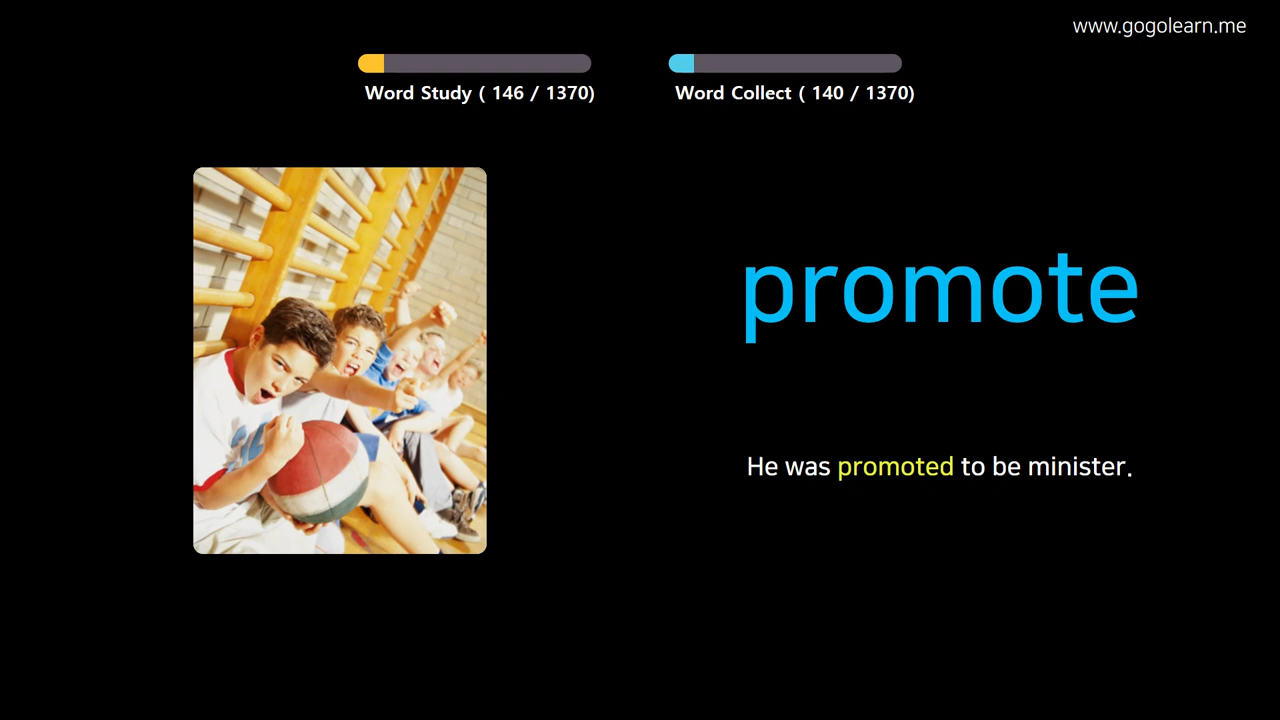 www.gogolearn.me
Word Study ( 146 / 1370)
Word Collect ( 140 / 1370)
promote
He was promoted to be minister.